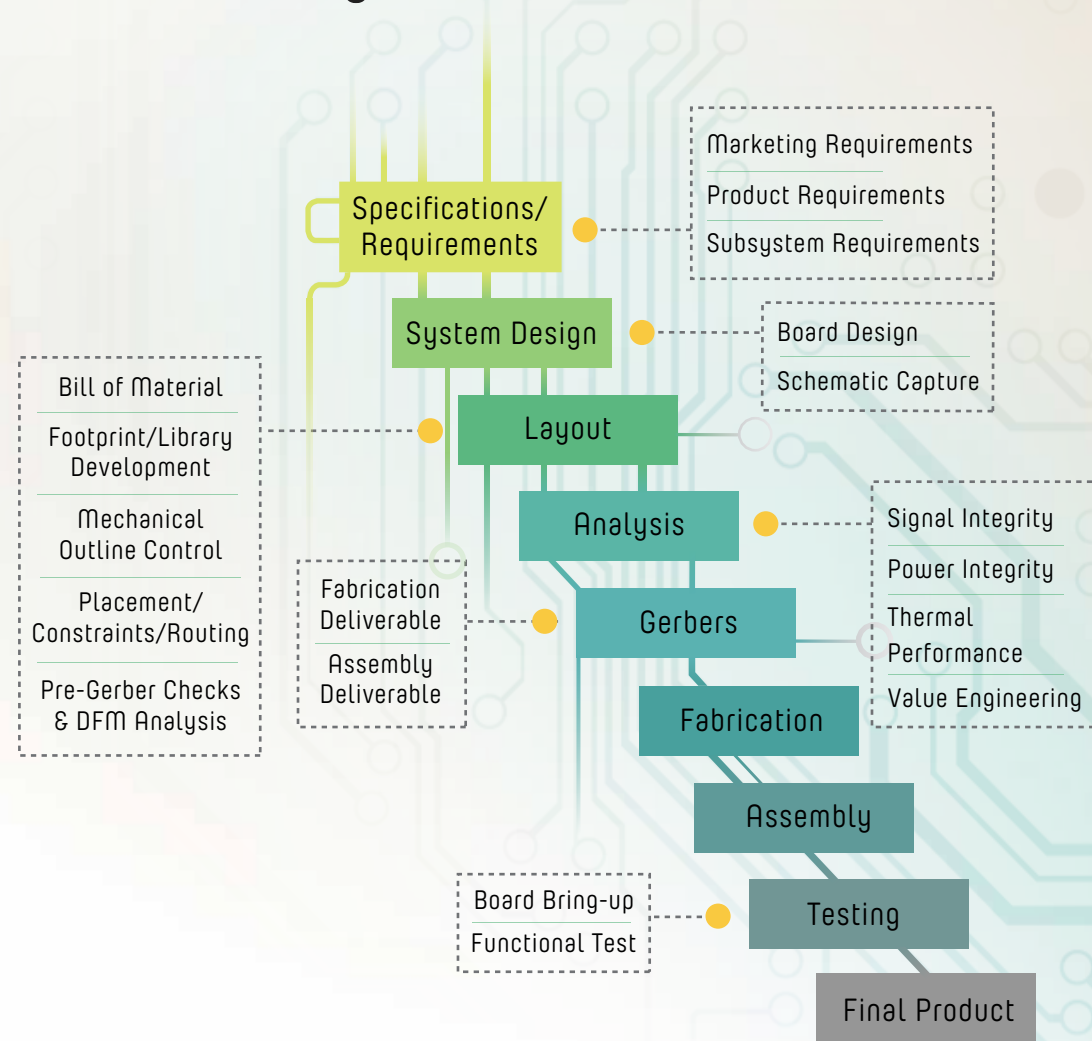 Specifications/
Requirements
Marketing Requirements
Product Requirements
Subsystem Requirements
System Design
Board Design
Schematic Capture
Layout
Bill of Material
Footprint/Library
Development
Mechanical
Outline Control
Placement/
Constraints/Routing
Pre-Gerber Checks
& DFM Analysis
Analysis
Signal Integrity
Power Integrity
Thermal
Performance
Value Engineering
Gerbers
Fabrication
Deliverable
Assembly
Deliverable
Fabrication
Assembly
Testing
Board Bring-up
Functional Test
Final Product